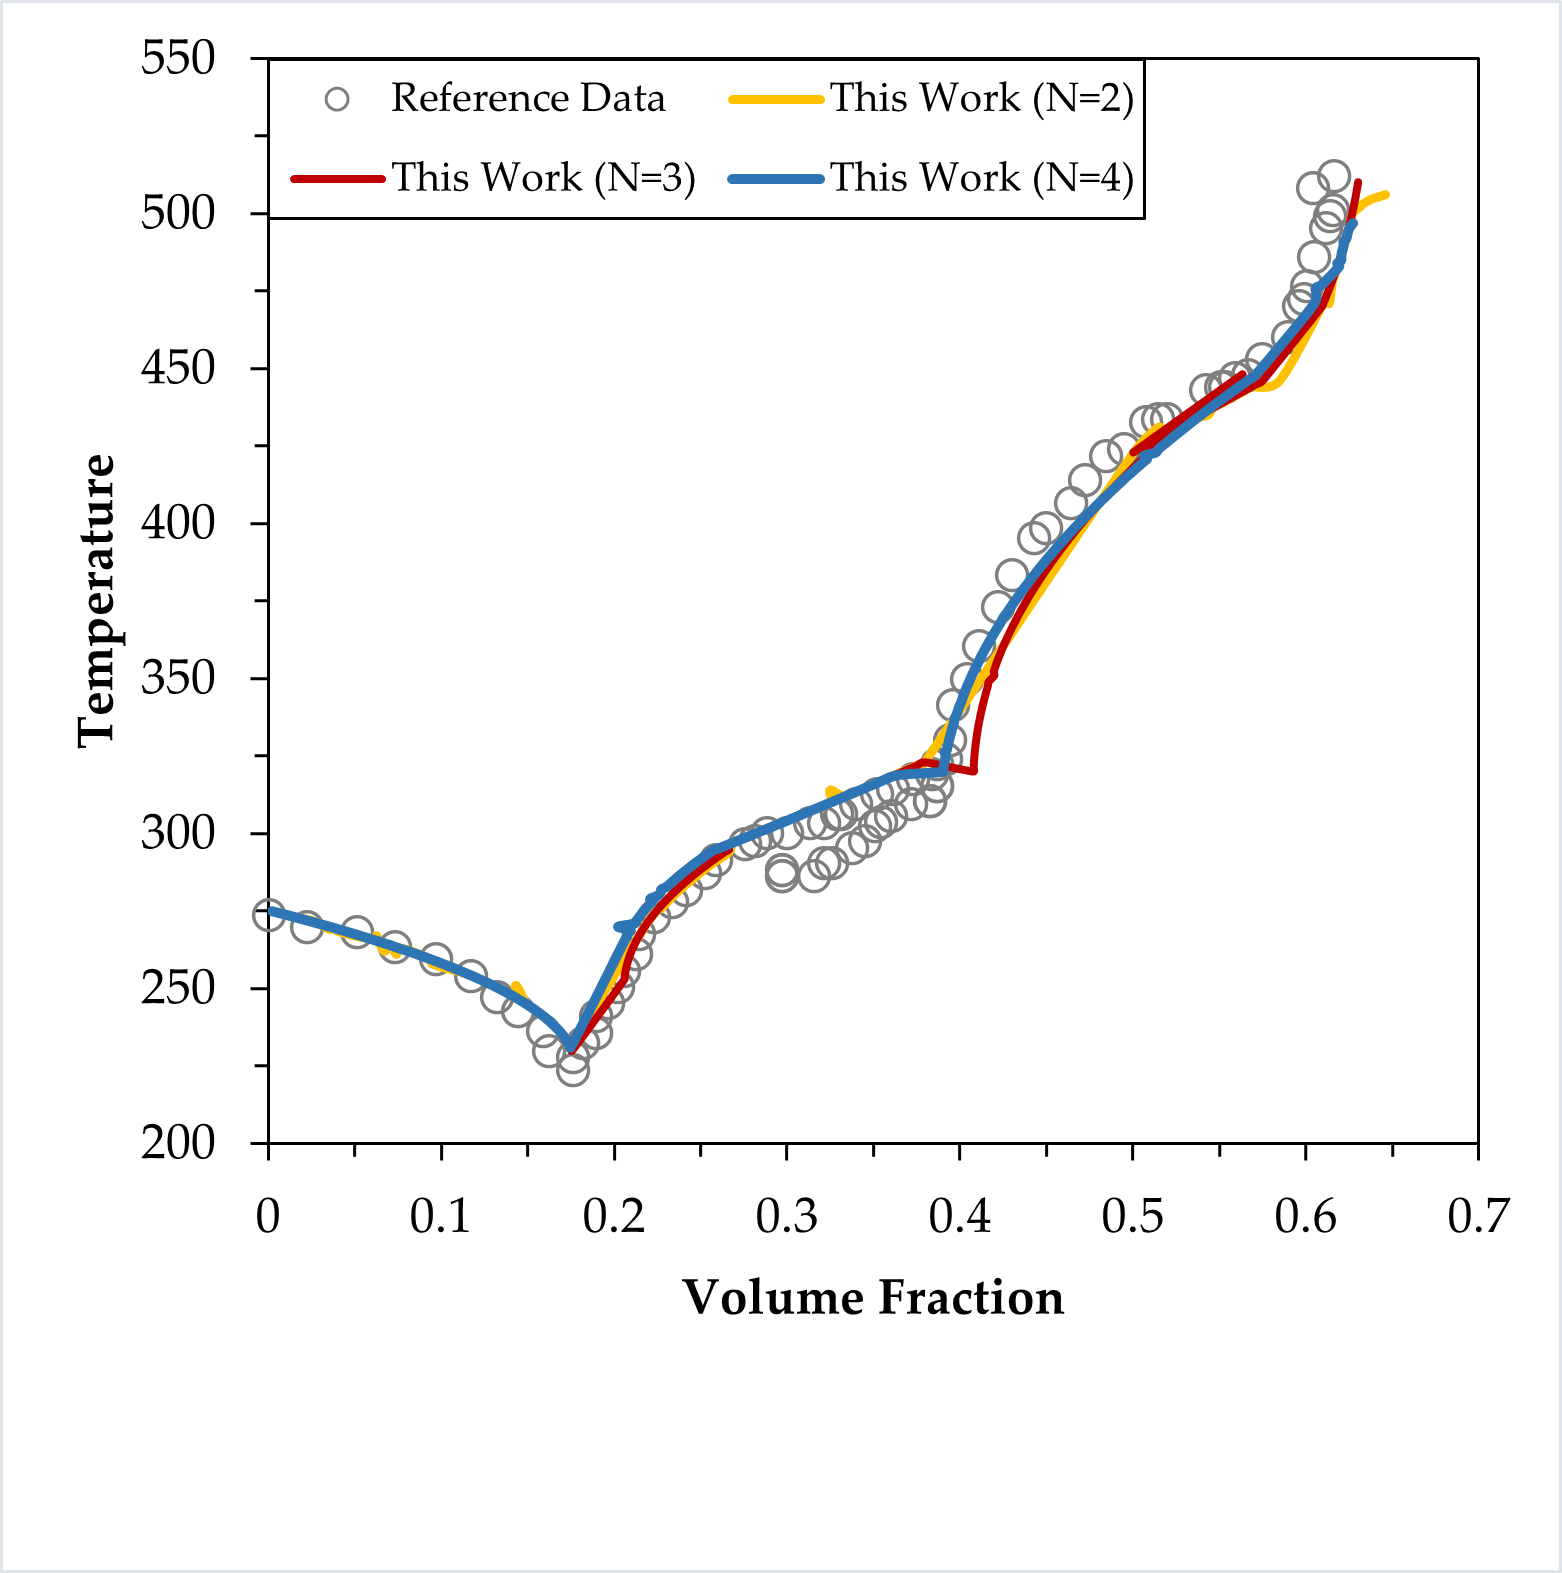 550
Reference Data
This Work (N=2)
This Work (N=3)
This Work (N=4)
500
450
400
350
300
250
200
Temperature
0 0.1 0.2 0.3 0.4 0.5 0.6 0.7
Volume Fraction